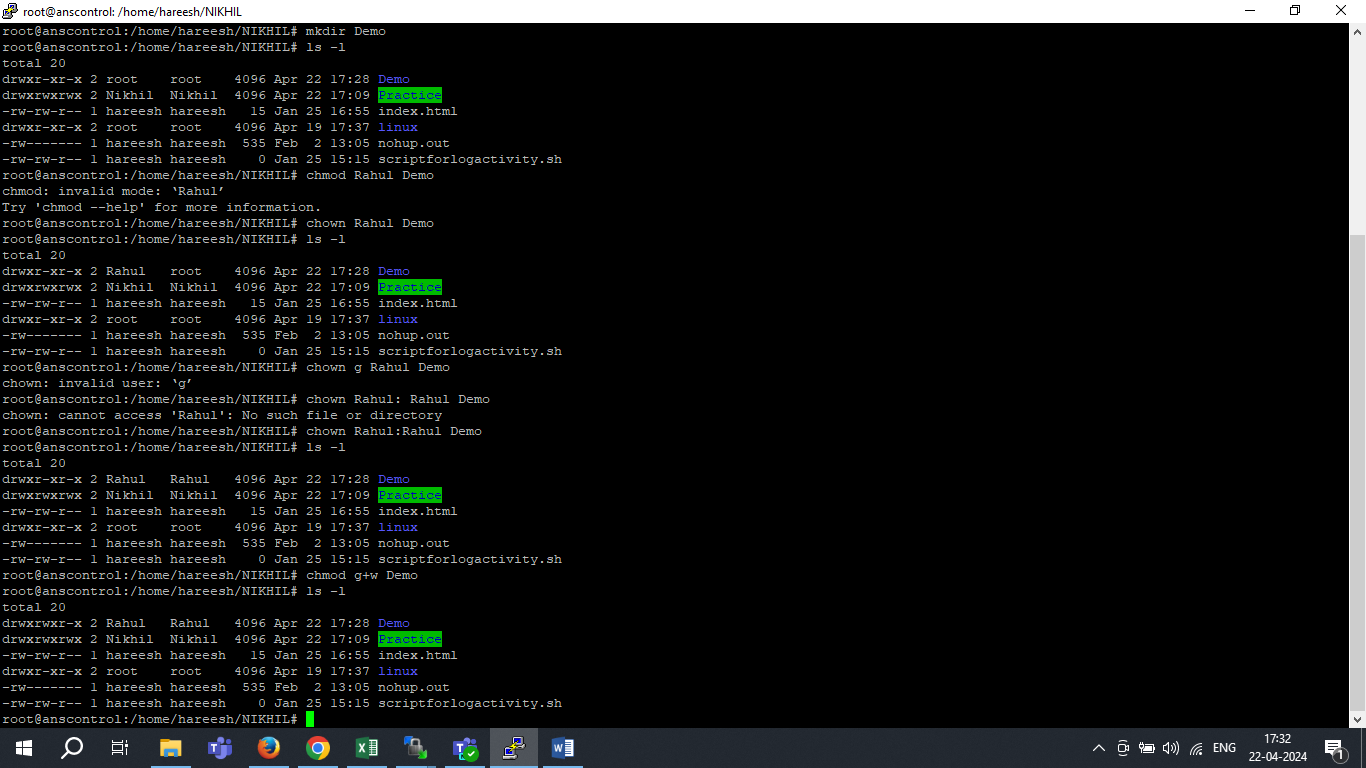 root@anscontrol: /home/hareesh/NIKHIL
root@anscontrol:/home/hareesh/NIKHIL# mkdir Demo
root@anscontrol:/home/hareesh/NIKHIL# ls -l
total 20
drwxr-xr-x 2 root    root    4096 Apr 22 17:28 Demo
drwxrwxrwx 2 Nikhil  Nikhil  4096 Apr 22 17:09 Practice
-rw-rw-r-- 1 hareesh hareesh   15 Jan 25 16:55 index.html
drwxr-xr-x 2 root    root    4096 Apr 19 17:37 linux
-rw------- 1 hareesh hareesh  535 Feb  2 13:05 nohup.out
-rw-rw-r-- 1 hareesh hareesh    0 Jan 25 15:15 scriptforlogactivity.sh
root@anscontrol:/home/hareesh/NIKHIL# chmod Rahul Demo
chmod: invalid mode: ‘Rahul’
Try 'chmod --help' for more information.
root@anscontrol:/home/hareesh/NIKHIL# chown Rahul Demo
root@anscontrol:/home/hareesh/NIKHIL# ls -l
total 20
drwxr-xr-x 2 Rahul   root    4096 Apr 22 17:28 Demo
drwxrwxrwx 2 Nikhil  Nikhil  4096 Apr 22 17:09 Practice
-rw-rw-r-- 1 hareesh hareesh   15 Jan 25 16:55 index.html
drwxr-xr-x 2 root    root    4096 Apr 19 17:37 linux
-rw------- 1 hareesh hareesh  535 Feb  2 13:05 nohup.out
-rw-rw-r-- 1 hareesh hareesh    0 Jan 25 15:15 scriptforlogactivity.sh
root@anscontrol:/home/hareesh/NIKHIL# chown g Rahul Demo
chown: invalid user: ‘g’
root@anscontrol:/home/hareesh/NIKHIL# chown Rahul: Rahul Demo
chown: cannot access 'Rahul': No such file or directory
root@anscontrol:/home/hareesh/NIKHIL# chown Rahul:Rahul Demo
root@anscontrol:/home/hareesh/NIKHIL# ls -l
total 20
drwxr-xr-x 2 Rahul   Rahul   4096 Apr 22 17:28 Demo
drwxrwxrwx 2 Nikhil  Nikhil  4096 Apr 22 17:09 Practice
-rw-rw-r-- 1 hareesh hareesh   15 Jan 25 16:55 index.html
drwxr-xr-x 2 root    root    4096 Apr 19 17:37 linux
-rw------- 1 hareesh hareesh  535 Feb  2 13:05 nohup.out
-rw-rw-r-- 1 hareesh hareesh    0 Jan 25 15:15 scriptforlogactivity.sh
root@anscontrol:/home/hareesh/NIKHIL# chmod g+w Demo
root@anscontrol:/home/hareesh/NIKHIL# ls -l
total 20
drwxrwxr-x 2 Rahul   Rahul   4096 Apr 22 17:28 Demo
drwxrwxrwx 2 Nikhil  Nikhil  4096 Apr 22 17:09 Practice
-rw-rw-r-- 1 hareesh hareesh   15 Jan 25 16:55 index.html
drwxr-xr-x 2 root    root    4096 Apr 19 17:37 linux
-rw------- 1 hareesh hareesh  535 Feb  2 13:05 nohup.out
-rw-rw-r-- 1 hareesh hareesh    0 Jan 25 15:15 scriptforlogactivity.sh
root@anscontrol:/home/hareesh/NIKHIL#
ENG
17:32
22-04-2024
1